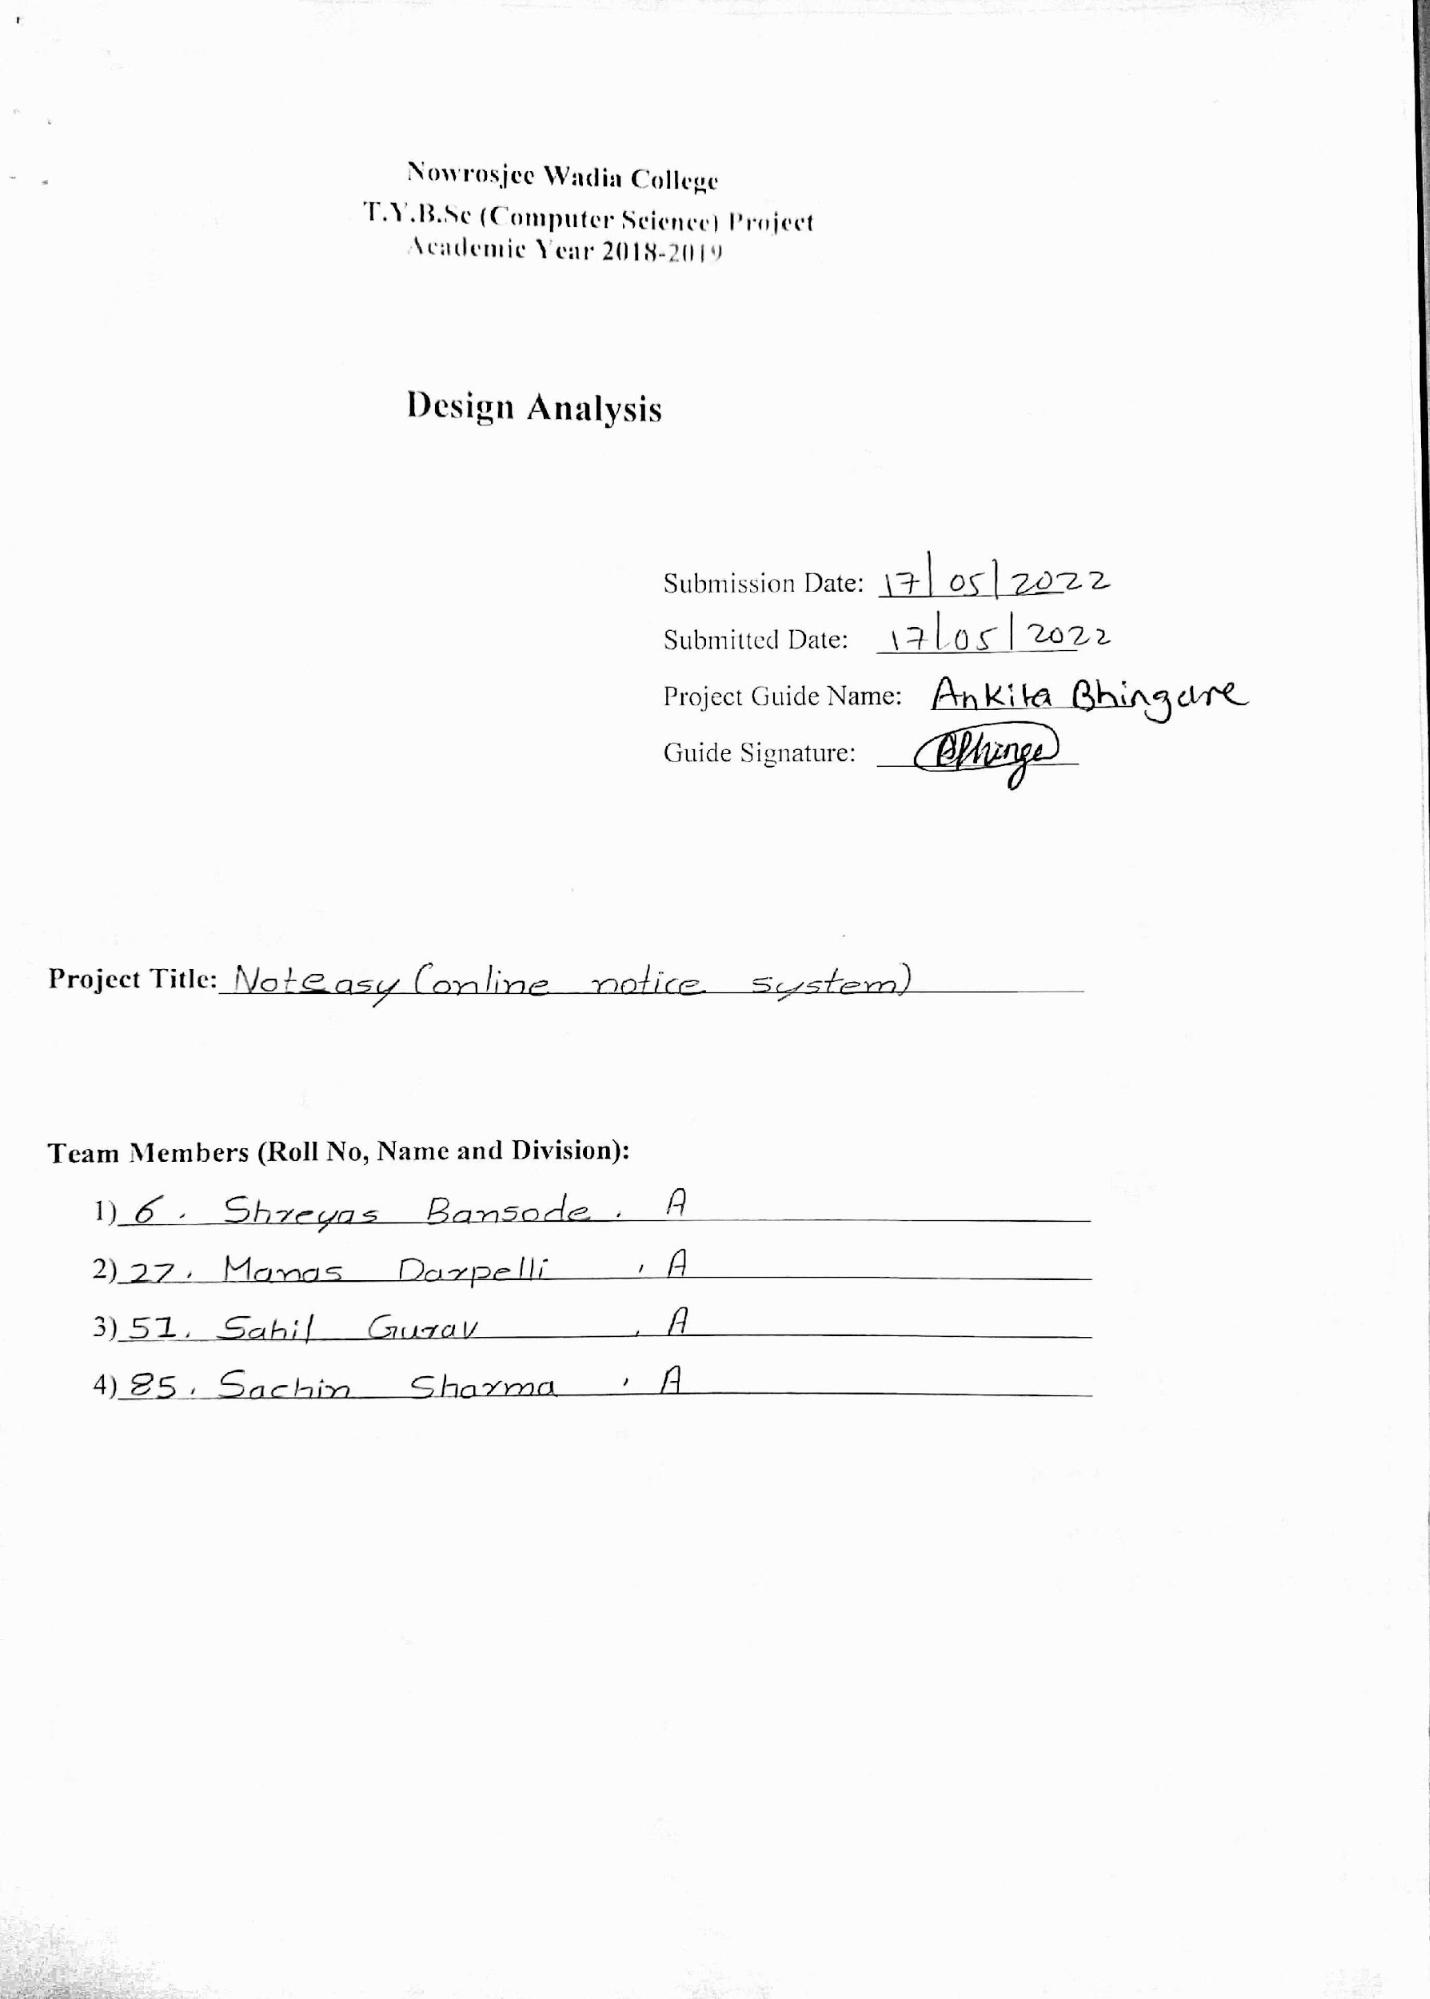 Nowrosjee Wadia College
T.Y.B.Sc (Computer Science) Project
Academic Year 2018-2019
Design Analysis
Submission Date: 17/05/2022
Submitted Date: 17/05/2022
Project Guide Name: Ankita Bhingare
Guide Signature:
Project Title: Noteasy (online notice system)
Team Members (Roll No, Name and Division):
1) 6. Shreyas Bansode. A
2) 27. Manas Darpelli , A
3) 51. Sahil Gurav , A
4) 85. Sachin Sharma , A